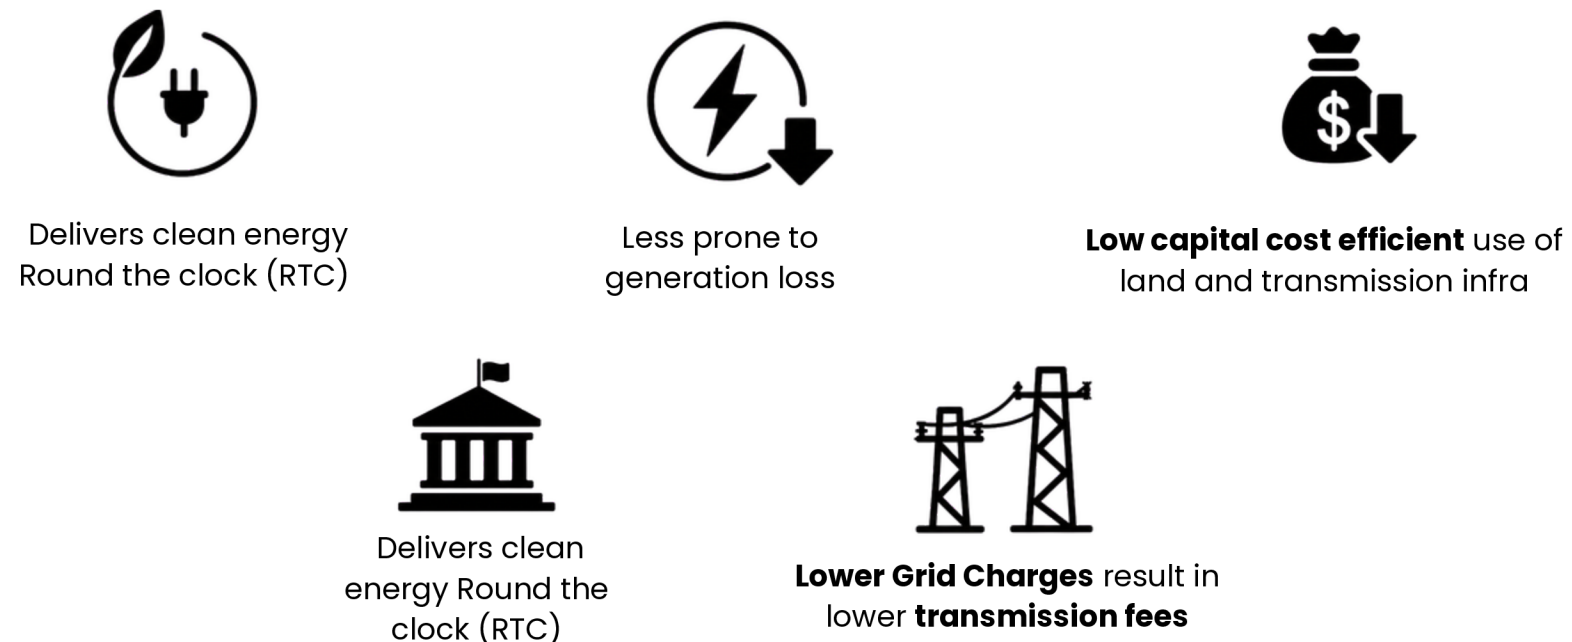 Delivers clean energy
Round the clock (RTC)
Less prone to
generation loss
Low capital cost efficient use of
land and transmission infra
$
Delivers clean
energy Round the
clock (RTC)
Lower Grid Charges result in
lower transmission fees